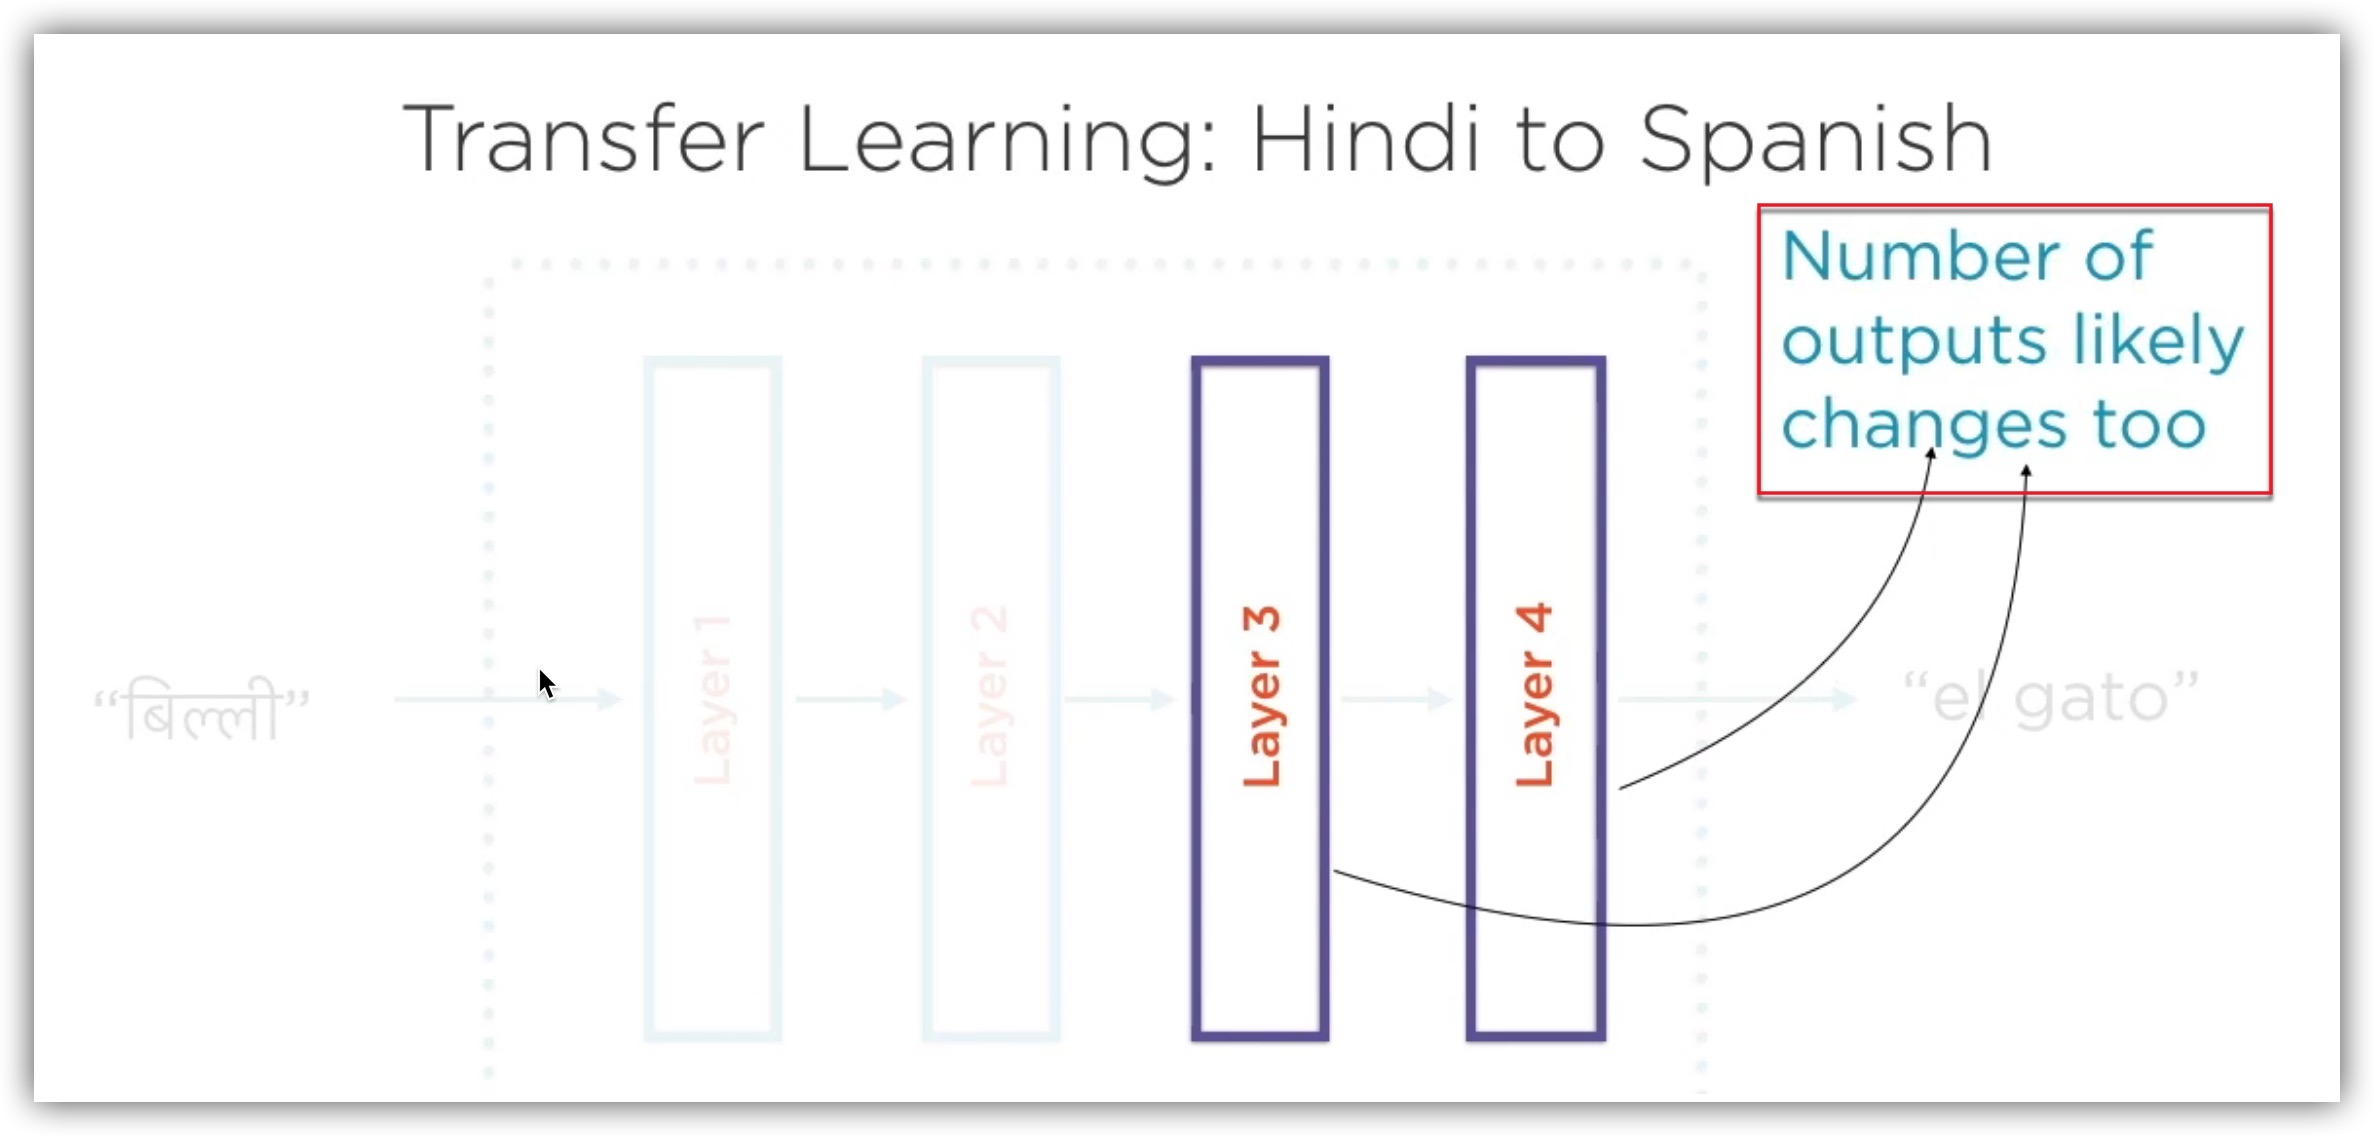 Transfer Learning: Hindi to Spanish
Number of
outputs likely
changes too
Layer 1
Layer 2
Layer 3
Layer 4
“बिल्ली”
“el gato”